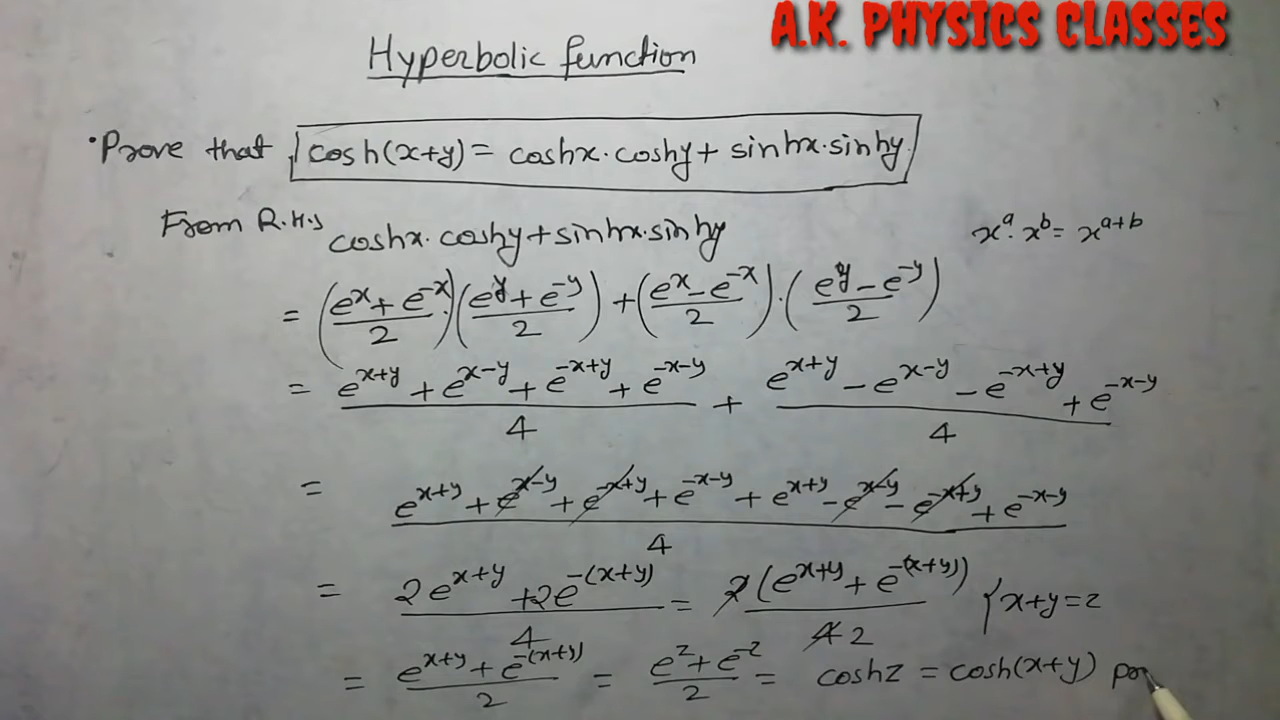 A.K. PHYSICS CLASSES
Hyperbolic function
•Prove that cosh(x+y) = coshx·coshy + sinhx·sinhy
From R.H.S coshx·coshy + sinhx·sinhy
x^a·x^b = x^(a+b)
= ((e^x + e^-x)/2)·((e^y + e^-y)/2) + ((e^x - e^-x)/2)·((e^y - e^-y)/2)
= (e^(x+y) + e^(x-y) + e^(-x+y) + e^(-x-y))/4 + (e^(x+y) - e^(x-y) - e^(-x+y) + e^(-x-y))/4
= (e^(x+y) + e^(x-y) + e^(-x+y) + e^(-x-y) + e^(x+y) - e^(x-y) - e^(-x+y) + e^(-x-y))/4
= (2e^(x+y) + 2e^(-(x+y)))/4 = 2(e^(x+y) + e^(-(x+y)))/4 2 { x+y=z
= (e^(x+y) + e^(-(x+y)))/2 = (e^z + e^-z)/2 = coshz = cosh(x+y)